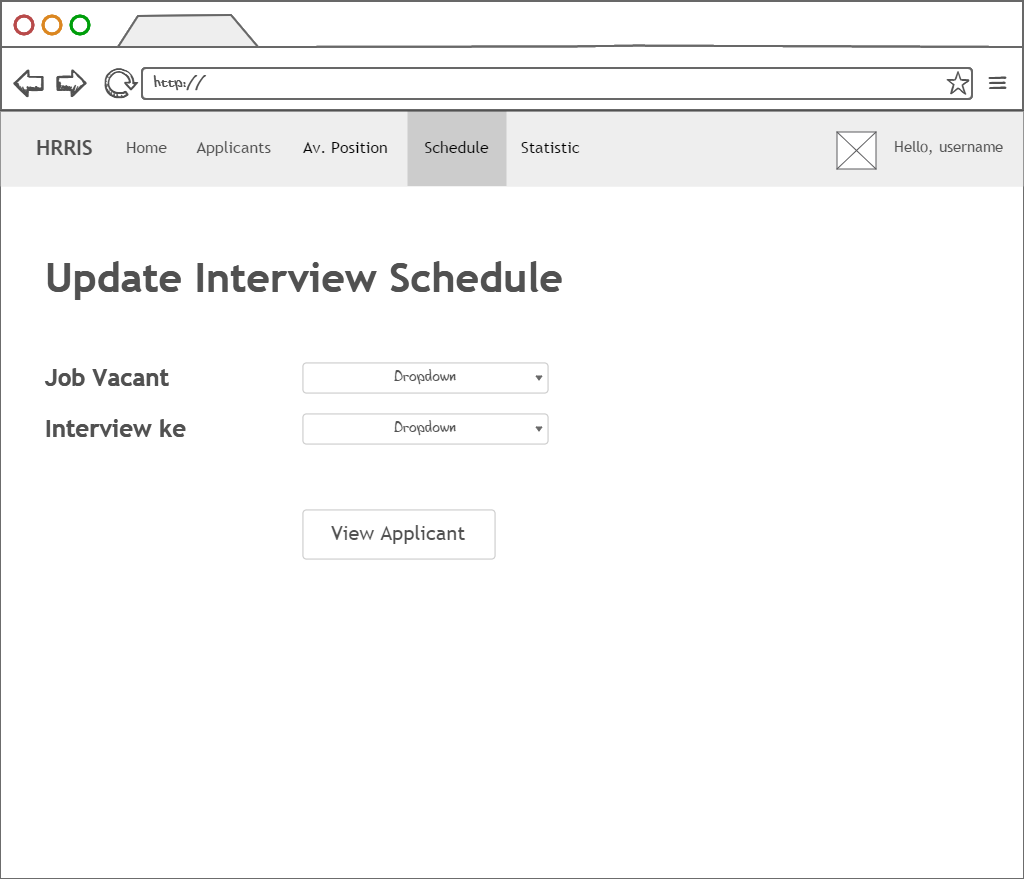 http://
HRRIS Home Applicants Av. Position Schedule Statistic Hello, username
Update Interview Schedule
Job Vacant Dropdown
Interview ke Dropdown
View Applicant